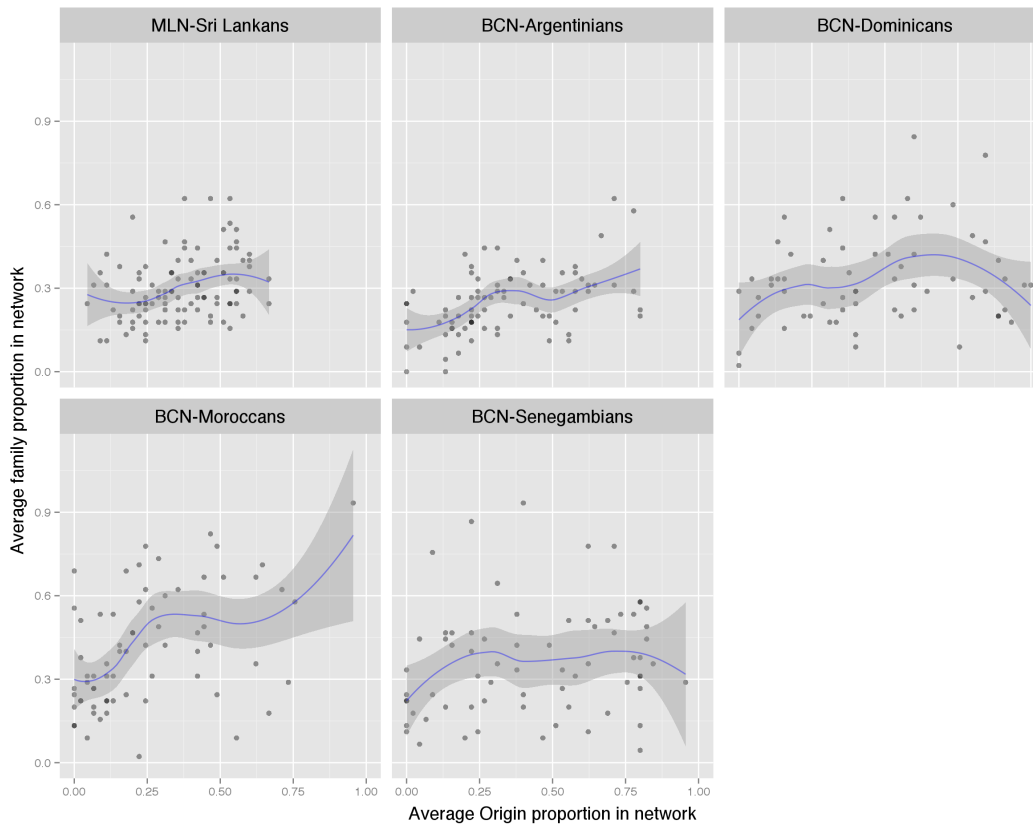 MLN-Sri Lankans
BCN-Argentinians
BCN-Dominicans
0.9
0.6
0.3
0.0
BCN-Moroccans
BCN-Senegambians
0.9
0.6
0.3
0.0
0.00 0.25 0.50 0.75 1.00
0.00 0.25 0.50 0.75 1.00
Average family proportion in network
Average Origin proportion in network